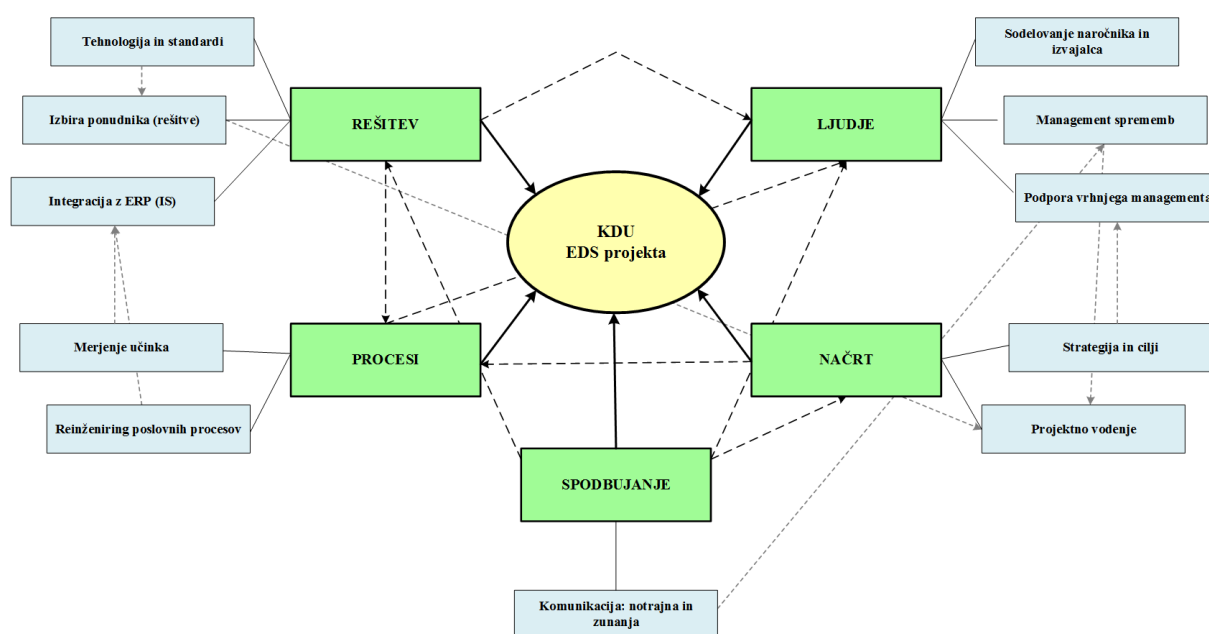 Tehnologija in standardi
Sodelovanje naročnika in
izvajalca
Izbira ponudnika (rešitve)
REŠITEV
LJUDJE
Management sprememb
Integracija z ERP (IS)
Podpora vrhnjega managementa
KDU
EDS projekta
Merjenje učinka
PROCESI
NAČRT
Strategija in cilji
Reinženiring poslovnih procesov
Projektno vodenje
SPODBUJANJE
Komunikacija: notrajna in
zunanja